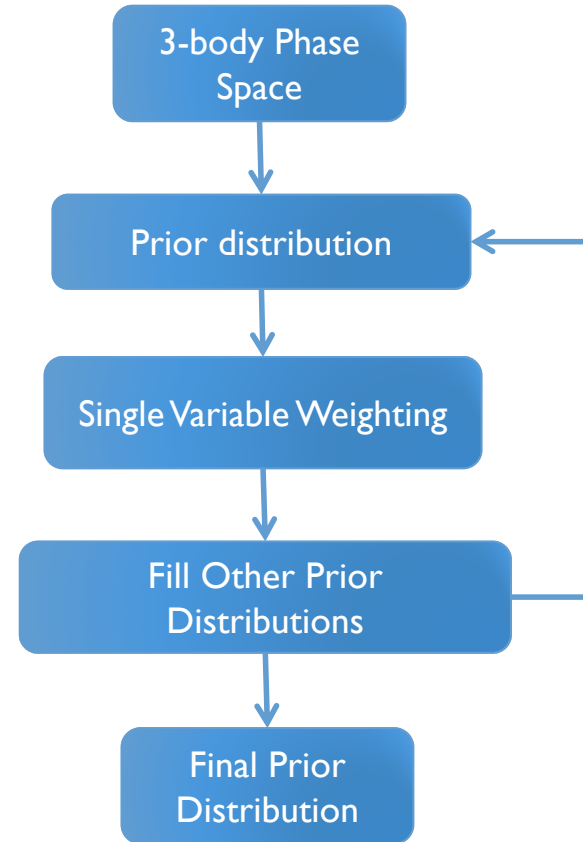 3-body Phase
Space
Prior distribution
Single Variable Weighting
Fill Other Prior
Distributions
Final Prior
Distribution